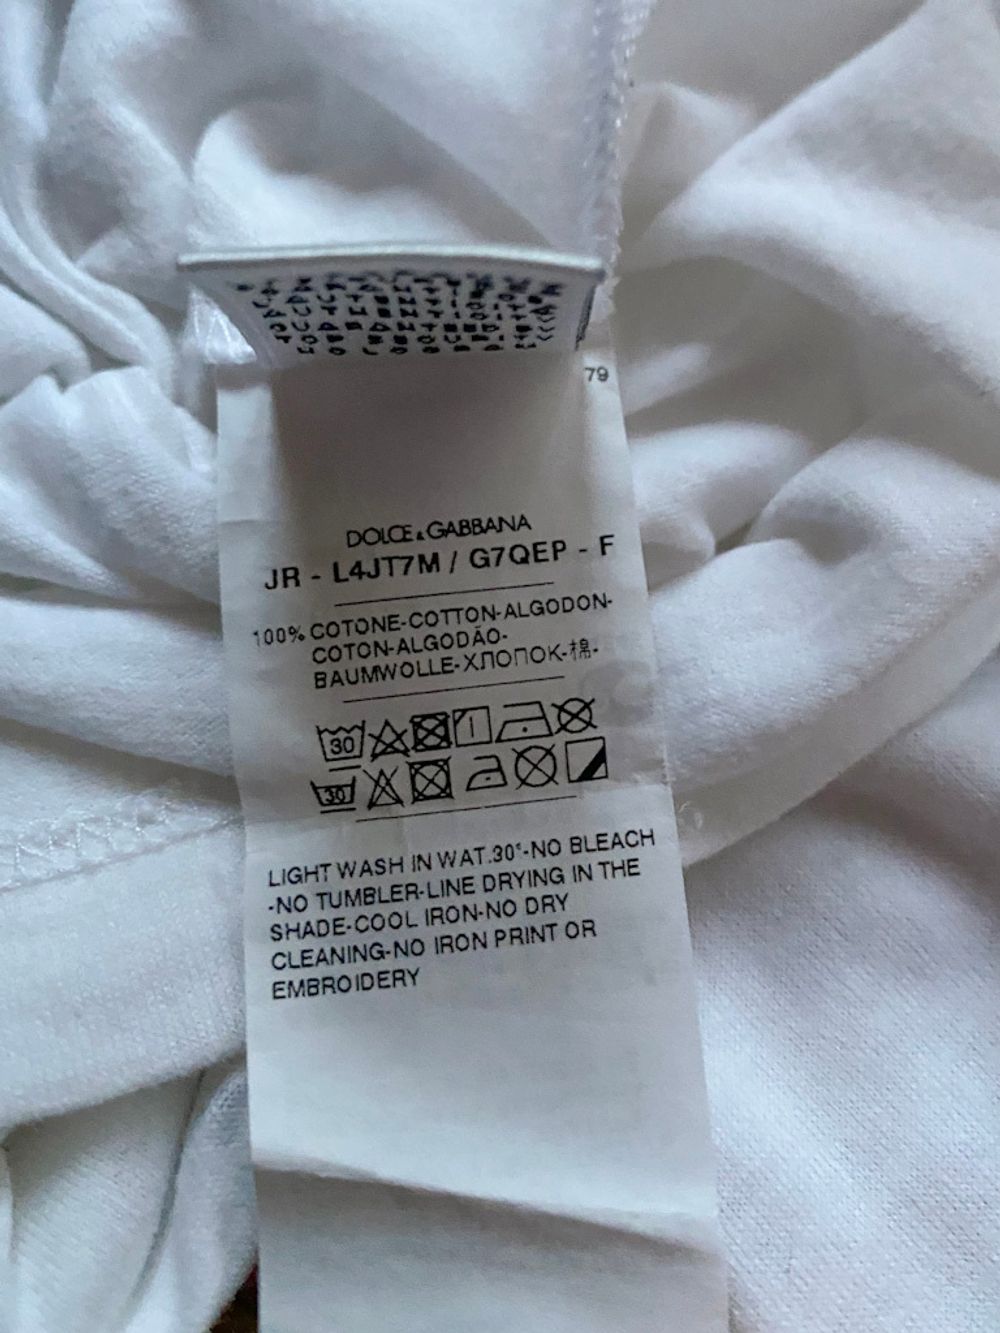 79
DOLCE & GABBANA
JR - L4JT7M / G7QEP - F
100% COTONE-COTTON-ALGODON-
COTON-ALGODÃO-
BAUMWOLLE-ХЛОПОК-棉-
30
30
LIGHT WASH IN WAT.30°-NO BLEACH
-NO TUMBLER-LINE DRYING IN THE
SHADE-COOL IRON-NO DRY
CLEANING-NO IRON PRINT OR
EMBROIDERY